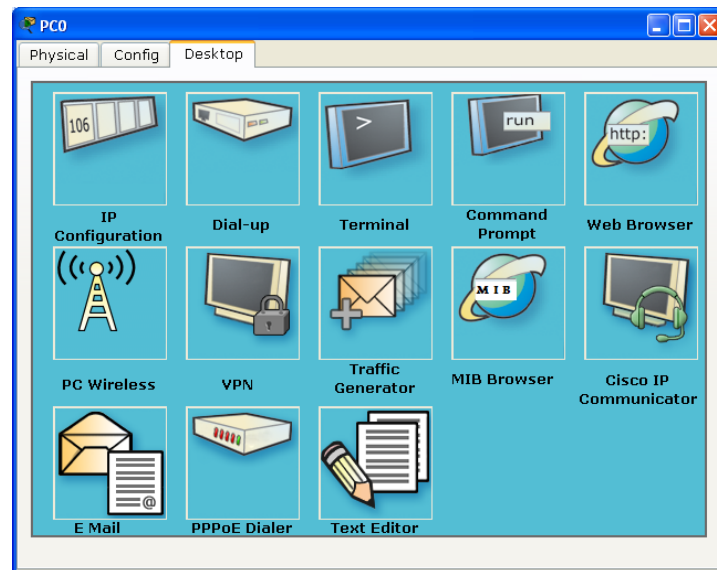 PC0
Physical Config Desktop
106
>
run
http:
IP
Configuration
Dial-up
Terminal
Command
Prompt
Web Browser
MIB
PC Wireless
VPN
Traffic
Generator
MIB Browser
Cisco IP
Communicator
@
E Mail
PPPoE Dialer
Text Editor